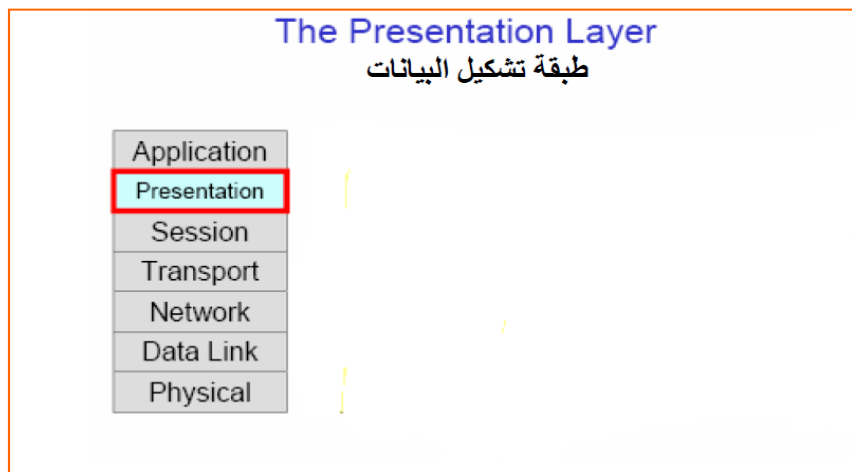 The Presentation Layer
طبقة تشكيل البيانات
Application
Presentation
Session
Transport
Network
Data Link
Physical